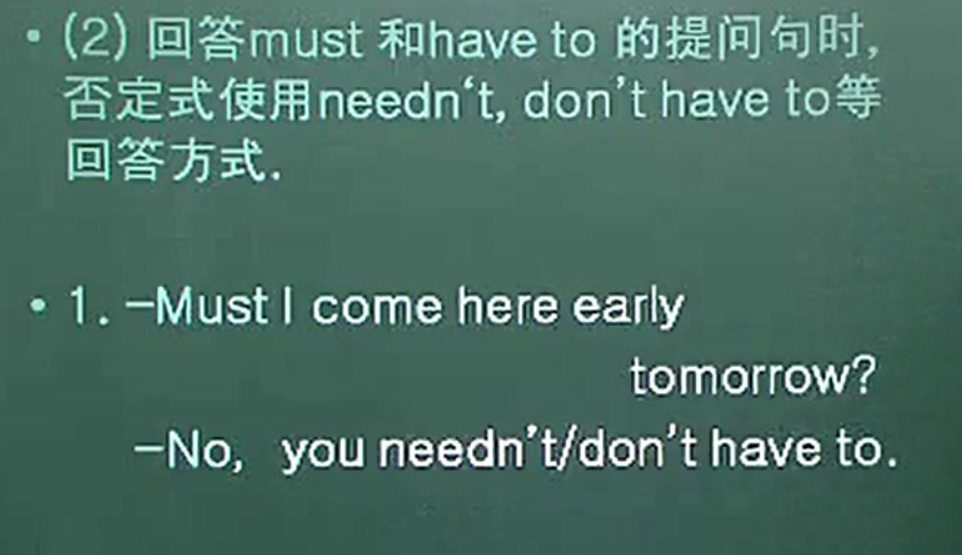 • (2) 回答must 和have to 的提问句时,
否定式使用needn‘t, don’t have to等
回答方式.
• 1. –Must I come here early
tomorrow?
–No, you needn’t/don’t have to.